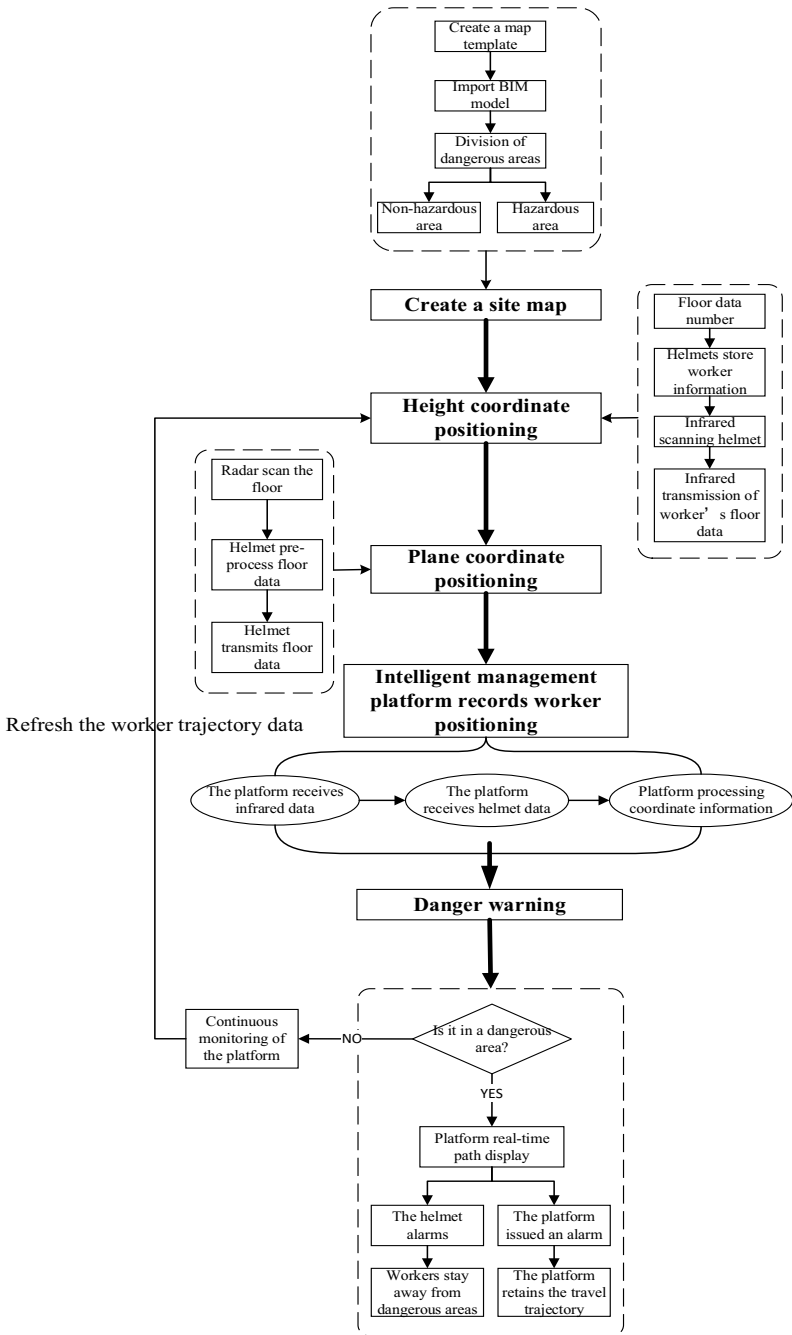 Create a map
template
Import BIM
model
Division of
dangerous areas
Non-hazardous
area
Hazardous
area
Create a site map
Floor data
number
Helmets store
worker
information
Infrared
scanning helmet
Infrared
transmission of
worker’s floor
data
Height coordinate
positioning
Radar scan the
floor
Helmet pre-
process floor
data
Helmet
transmits floor
data
Plane coordinate
positioning
Intelligent management
platform records worker
positioning
Refresh the worker trajectory data
The platform receives
infrared data
The platform
receives helmet data
Platform processing
coordinate information
Danger warning
Is it in a dangerous
area?
NO
Continuous
monitoring of
the platform
YES
Platform real-time
path display
The helmet
alarms
The platform
issued an alarm
Workers stay
away from
dangerous areas
The platform
retains the travel
trajectory